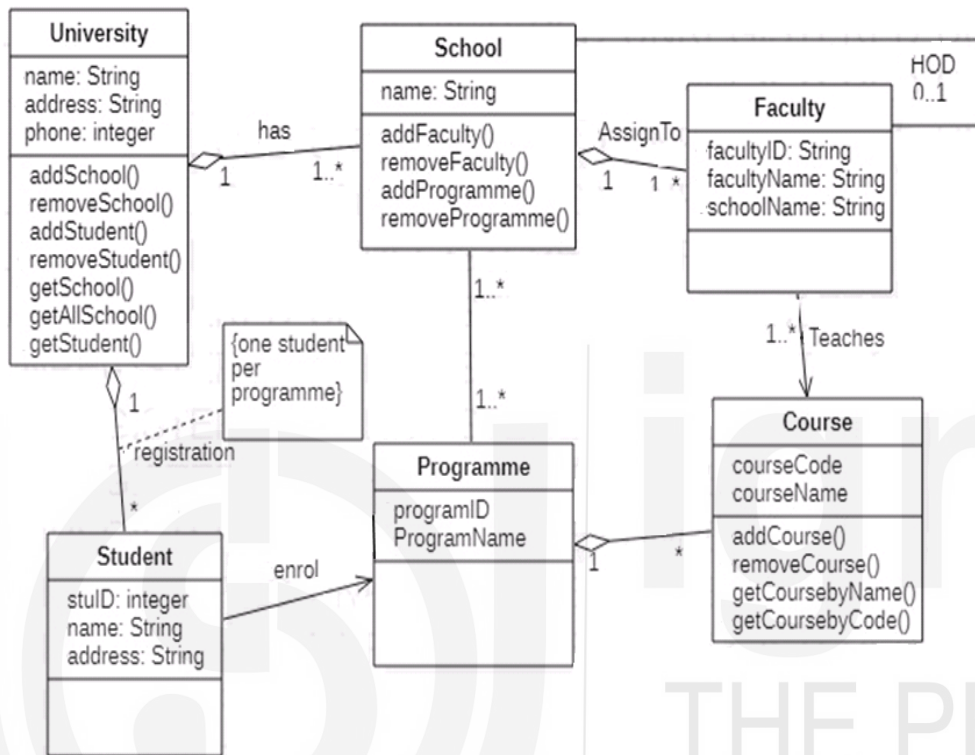 University
name: String
address: String
phone: integer
addSchool()
removeSchool()
addStudent()
removeStudent()
getSchool()
getAllSchool()
getStudent()
1
has
1..*
School
name: String
addFaculty()
removeFaculty()
addProgramme()
removeProgramme()
AssignTo
1
1 *
HOD
0..1
Faculty
facultyID: String
facultyName: String
schoolName: String
1..*
Teaches
1..*
1..*
{one student
per
programme}
1
registration
*
Student
stuID: integer
name: String
address: String
enrol
Programme
programID
ProgramName
1
*
Course
courseCode
courseName
addCourse()
removeCourse()
getCoursebyName()
getCoursebyCode()
ign
THE PE